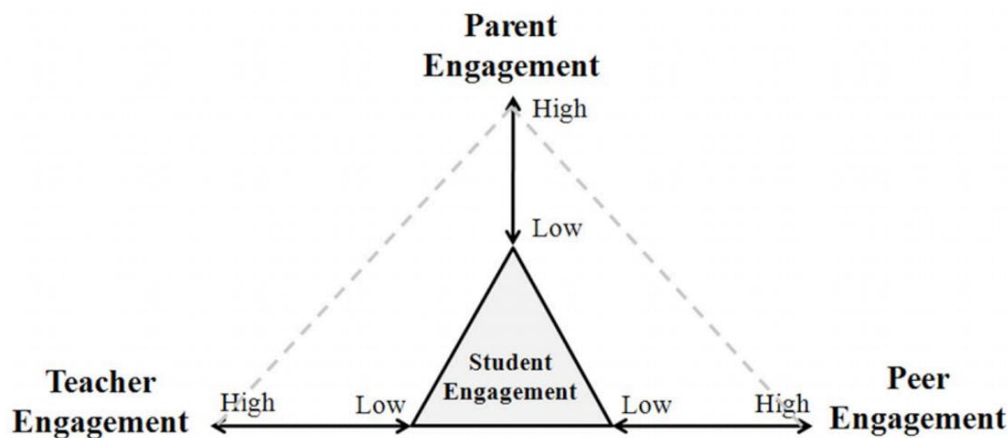 Parent
Engagement
High
Low
Student
Engagement
Teacher
Engagement
High
Low
Low
High
Peer
Engagement